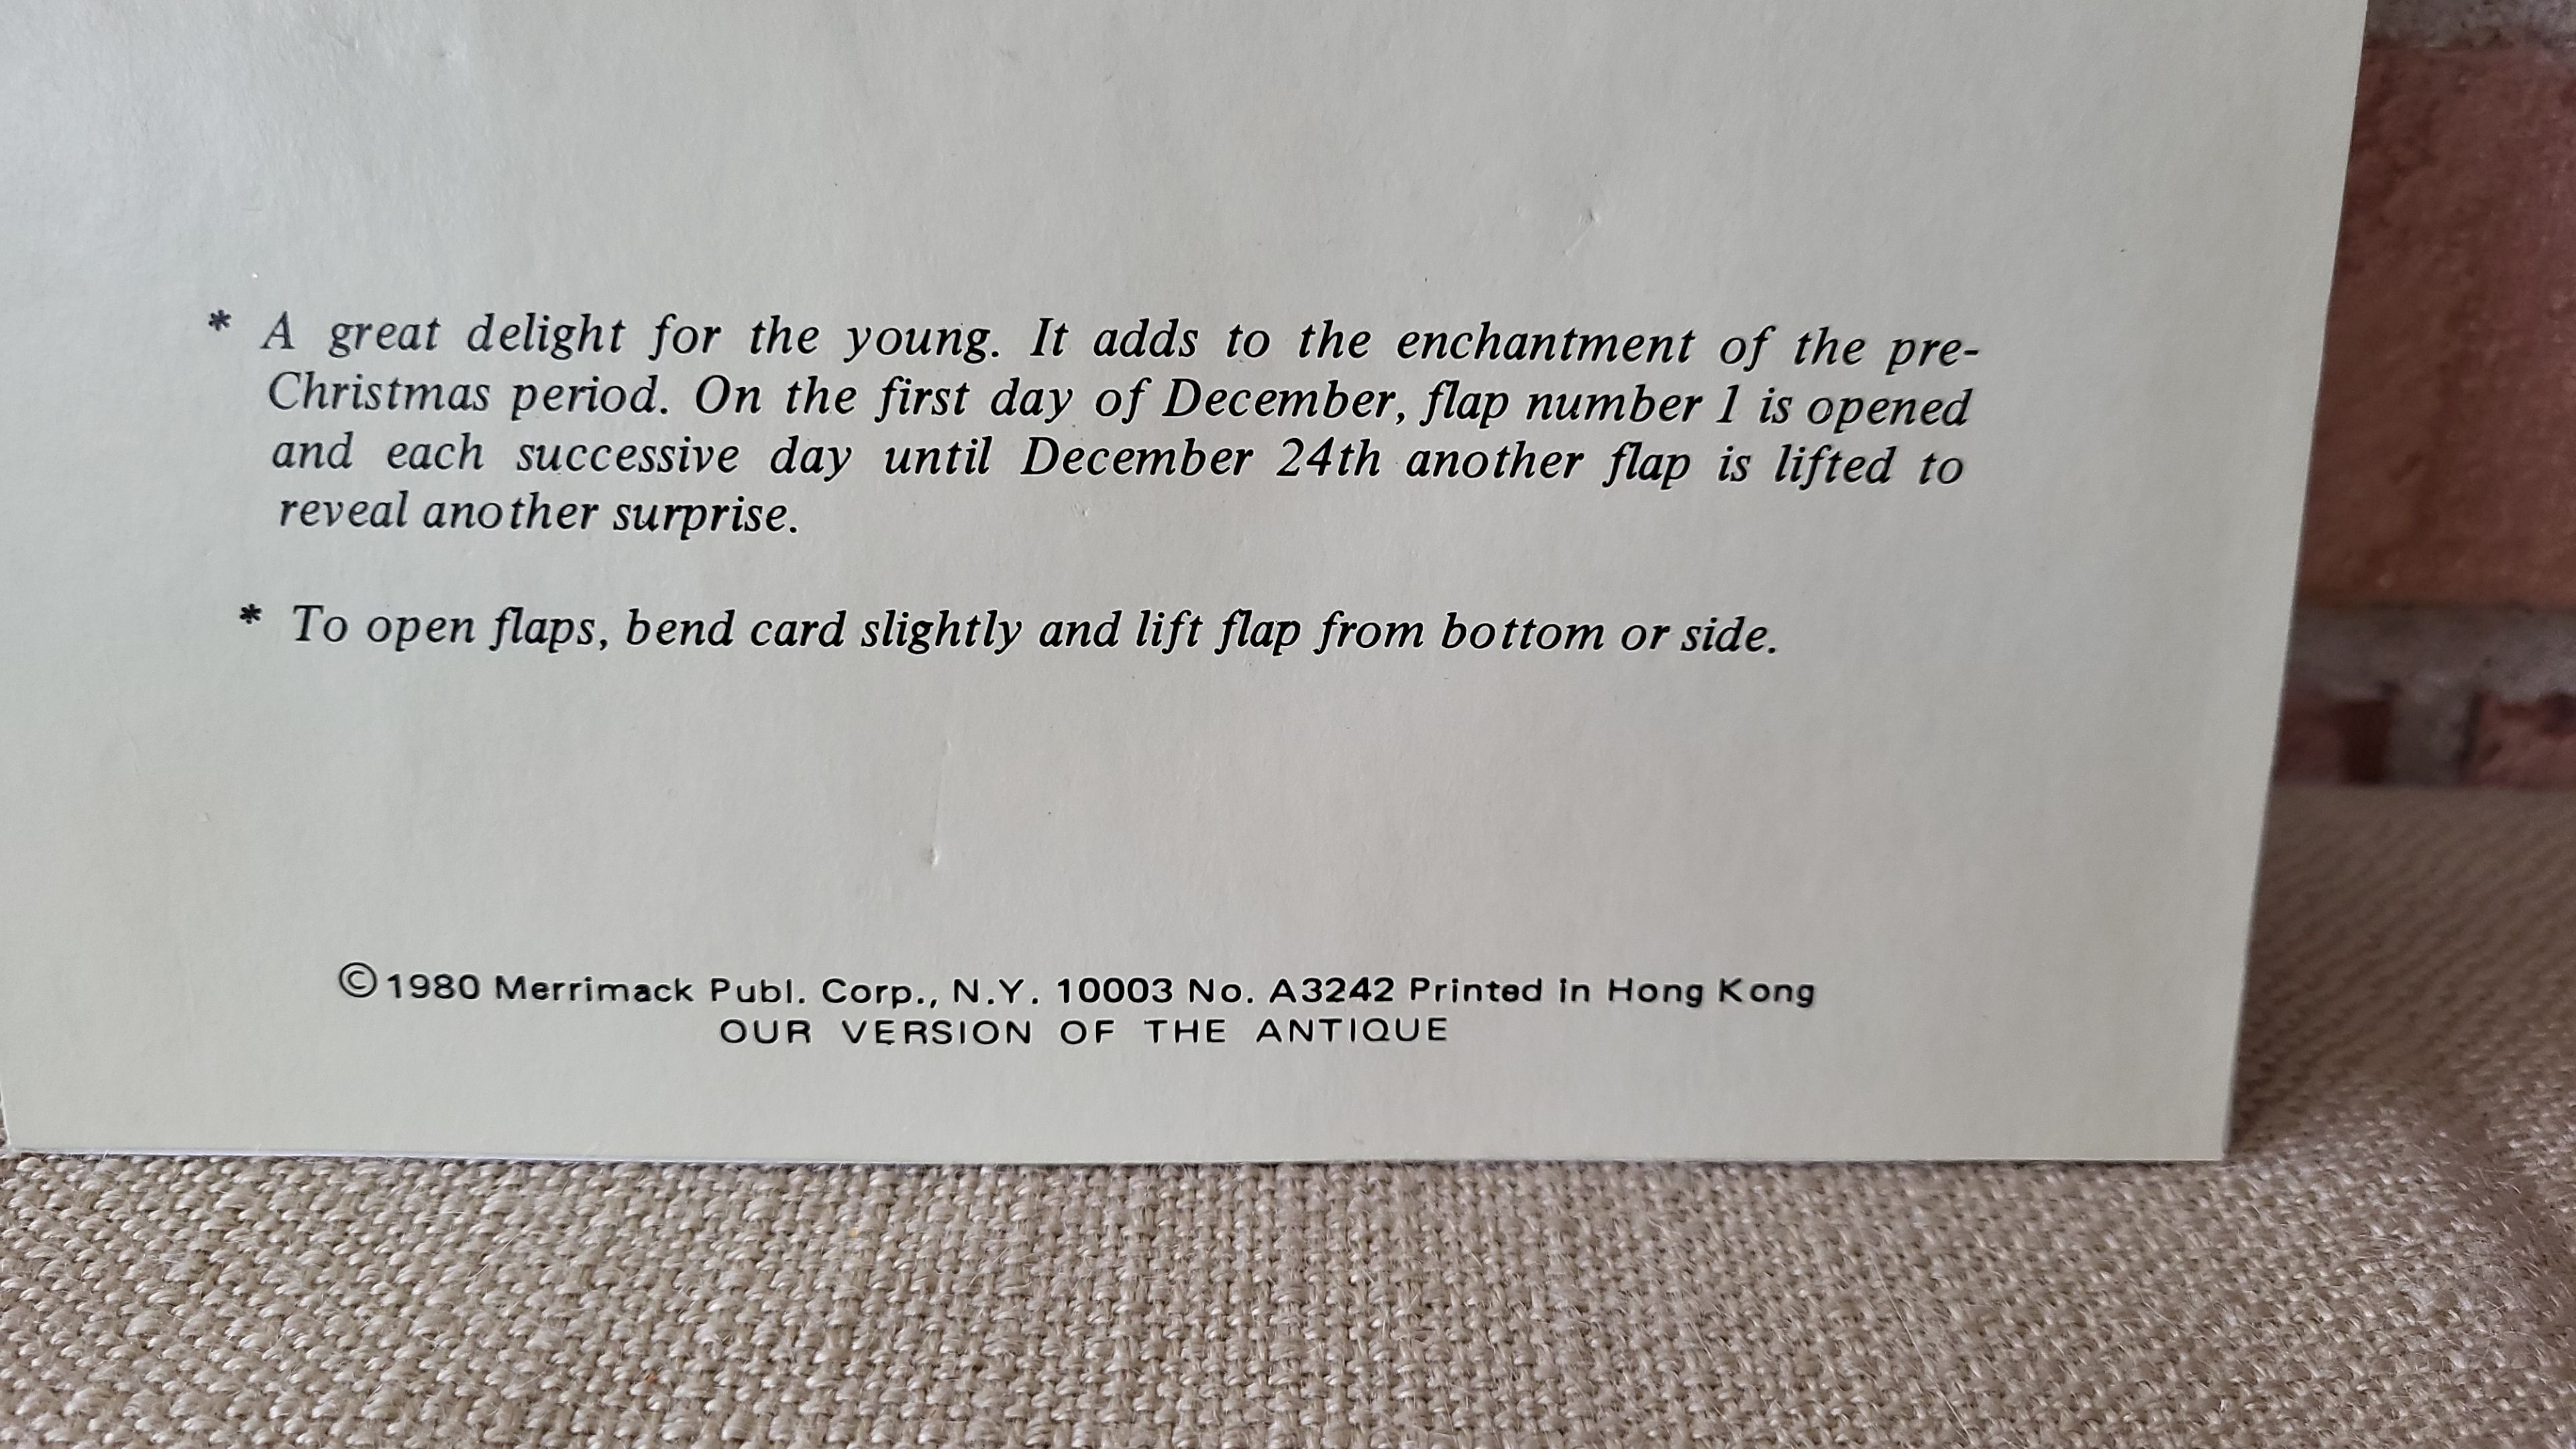 * A great delight for the young. It adds to the enchantment of the pre-
Christmas period. On the first day of December, flap number 1 is opened
and each successive day until December 24th another flap is lifted to
reveal another surprise.
* To open flaps, bend card slightly and lift flap from bottom or side.
©1980 Merrimack Publ. Corp., N.Y. 10003 No. A3242 Printed in Hong Kong
OUR VERSION OF THE ANTIQUE